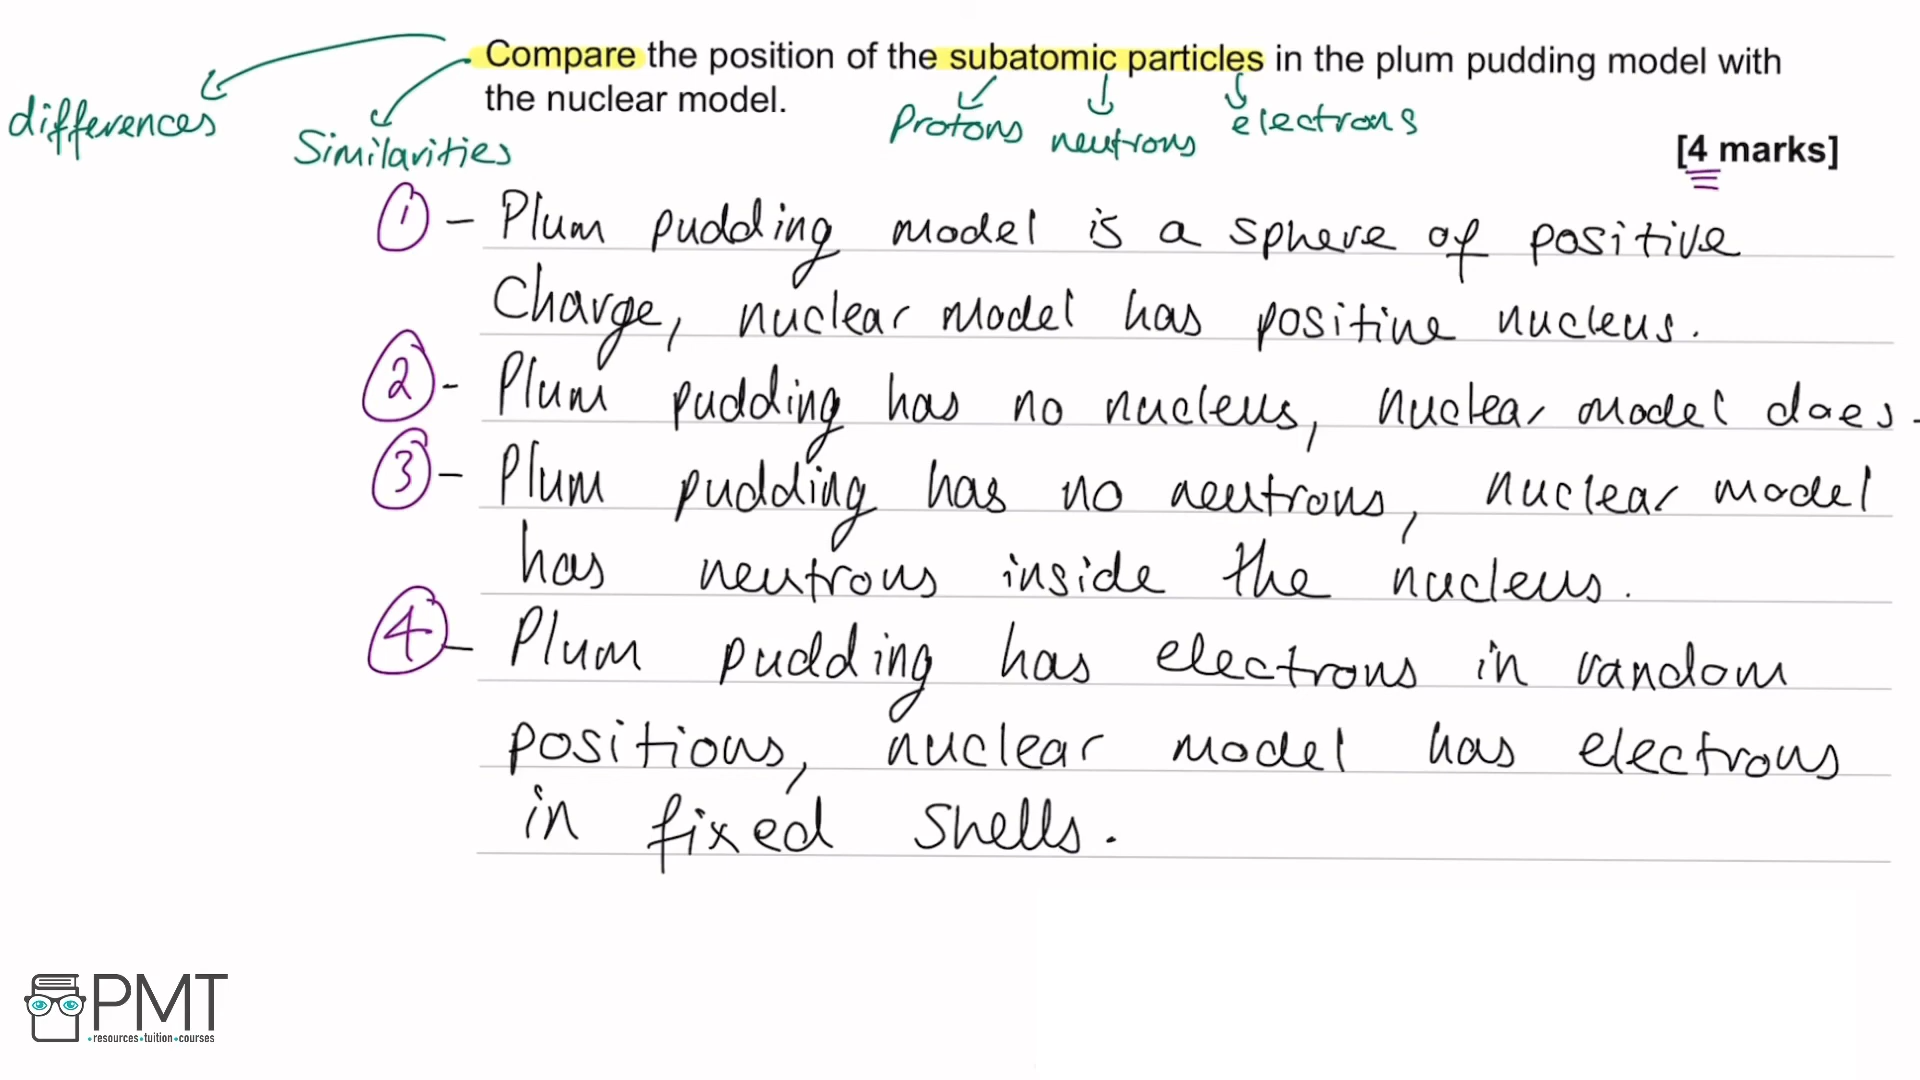 Compare the position of the subatomic particles in the plum pudding model with
the nuclear model.
differences
Similarities
Protons neutrons electrons
[4 marks]
1 - Plum pudding model is a sphere of positive
Charge, nuclear model has positive nucleus.
2 - Plum pudding has no nucleus, nuclear model does.
3 - Plum pudding has no neutrons, nuclear model
has neutrons inside the nucleus.
4 - Plum pudding has electrons in random
positions, nuclear model has electrons
in fixed shells.
PMT
•resources•tuition•courses